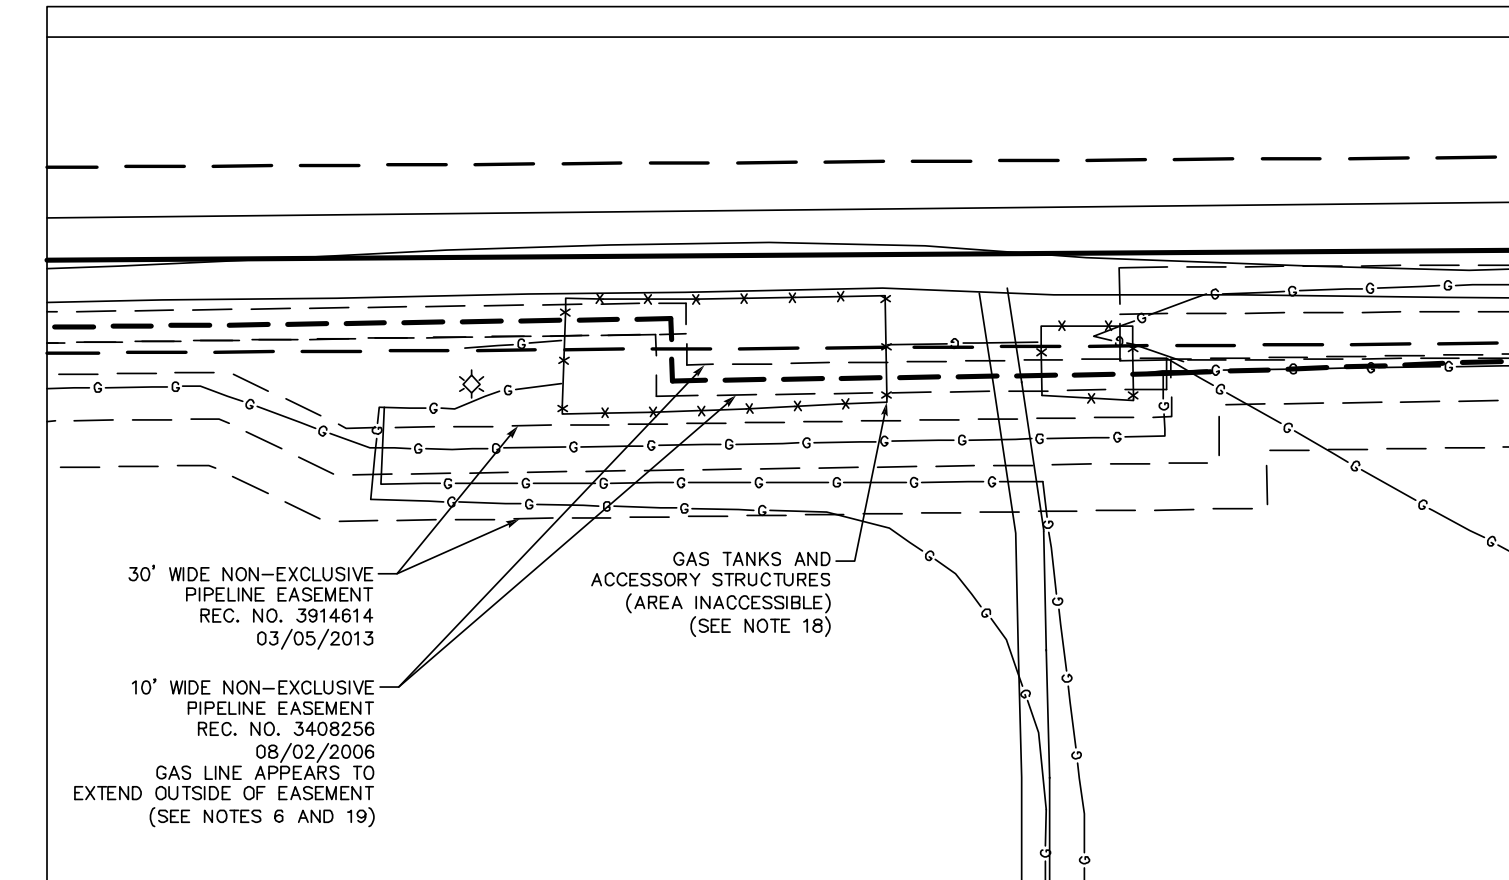 30' WIDE NON-EXCLUSIVE
PIPELINE EASEMENT
REC. NO. 3914614
03/05/2013
10' WIDE NON-EXCLUSIVE
PIPELINE EASEMENT
REC. NO. 3408256
08/02/2006
GAS LINE APPEARS TO
EXTEND OUTSIDE OF EASEMENT
(SEE NOTES 6 AND 19)
GAS TANKS AND
ACCESSORY STRUCTURES
(AREA INACCESSIBLE)
(SEE NOTE 18)